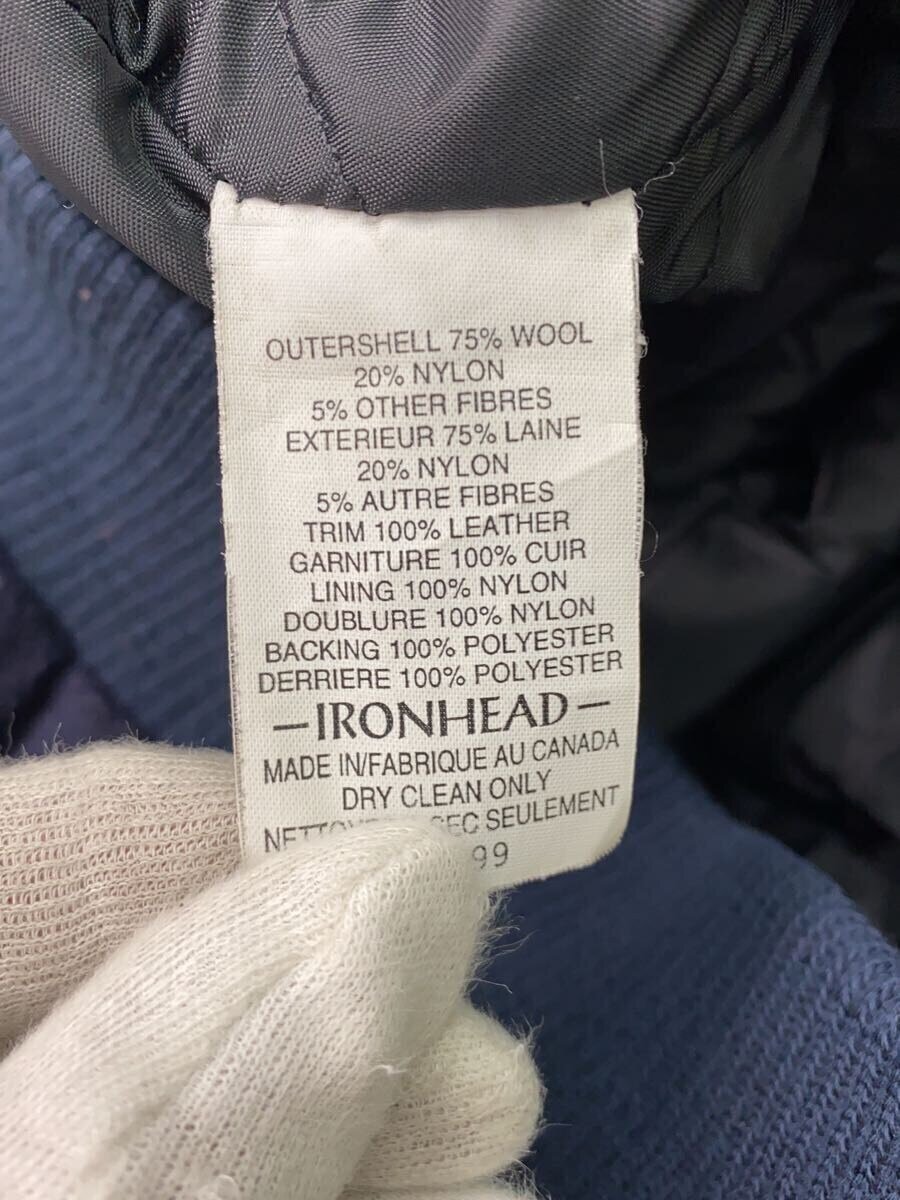 OUTERSHELL 75% WOOL
20% NYLON
5% OTHER FIBRES
EXTERIEUR 75% LAINE
20% NYLON
5% AUTRE FIBRES
TRIM 100% LEATHER
GARNITURE 100% CUIR
LINING 100% NYLON
DOUBLURE 100% NYLON
BACKING 100% POLYESTER
DERRIERE 100% POLYESTER
-IRONHEAD-
MADE IN/FABRIQUE AU CANADA
DRY CLEAN ONLY
SEULEMENT
99